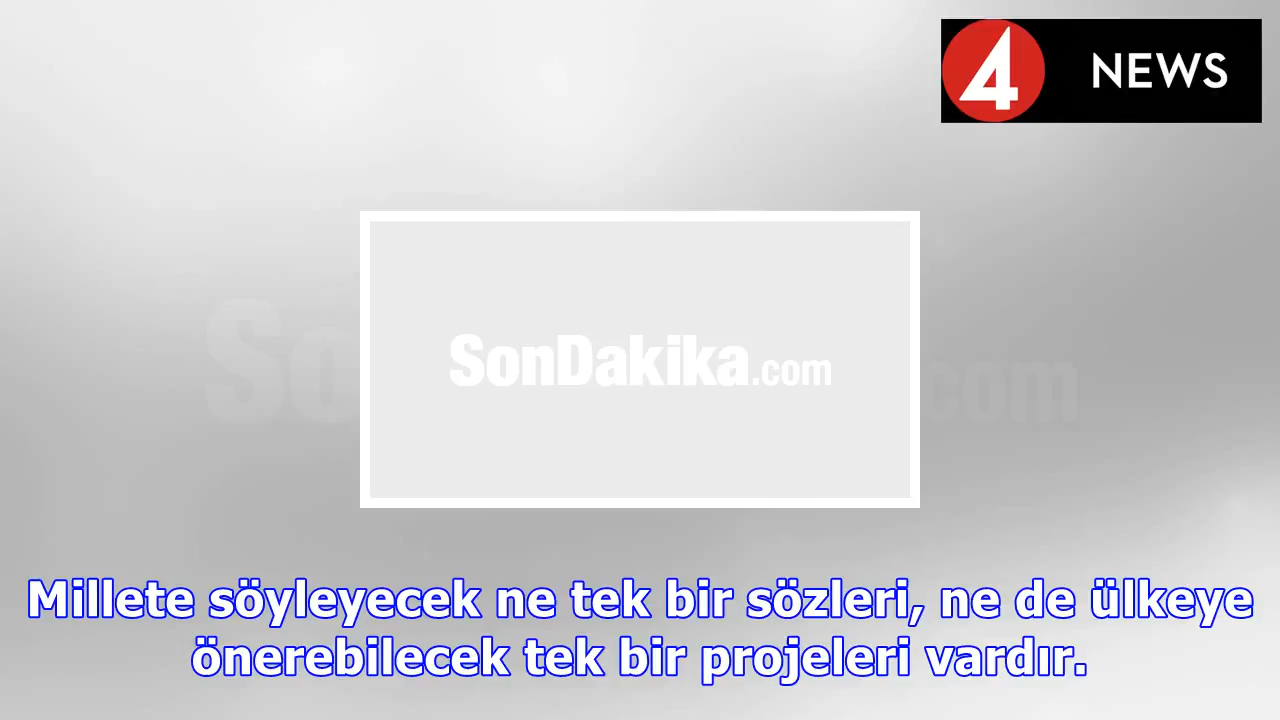 4 NEWS
SonDakika.com
Millete söyleyecek ne tek bir sözleri, ne de ülkeye
önerebilecek tek bir projeleri vardır.